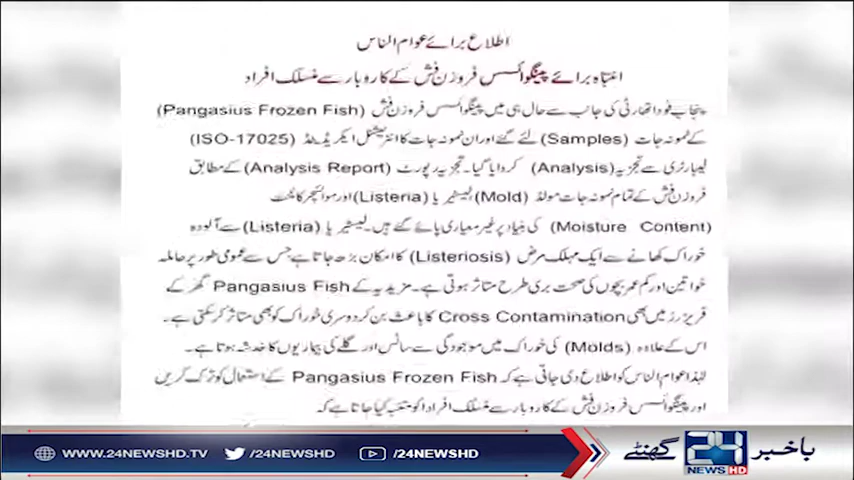 اطلاع برائے عوام الناس
انتباہ برائے پینگوائسس فروزن فش کے کاروبار سے منسلک افراد
پنجاب فوڈ اتھارٹی کی جانب سے حال ہی میں پینگوائسس فروزن فش (Pangasius Frozen Fish)
کے نمونہ جات (Samples) لئے گئے اور ان نمونہ جات کا انٹرنیشنل ایکریڈیٹڈ (ISO-17025)
لیبارٹری سے تجزیہ (Analysis) کروایا گیا۔ تجزیہ رپورٹ (Analysis Report) کے مطابق
فروزن فش کے تمام نمونہ جات مولڈ (Mold) لیسٹیریا (Listeria) اور موائسچر کانٹنٹ
(Moisture Content) کی بنیاد پر غیر معیاری پائے گئے ہیں۔ لیسٹیریا (Listeria) سے آلودہ
خوراک کھانے سے ایک مہلک مرض (Listeriosis) کا امکان بڑھ جاتا ہے جس سے عمومی طور پر حاملہ
خواتین اور کم عمر بچوں کی صحت بری طرح متاثر ہوتی ہے۔ مزید یہ کے Pangasius Fish گھر کے
فریزرز میں بھی Cross Contamination کا باعث بن کر دوسری خوراک کو بھی متاثر کر سکتی ہے۔
اس کے علاوہ (Molds) کی خوراک میں موجودگی سے سانس اور گلے کی بیماریوں کا خدشہ ہوتا ہے۔
لہٰذا عوام الناس کو اطلاع دی جاتی ہے کہ Pangasius Frozen Fish کے استعمال کو ترک کریں
اور پینگوائسس فروزن فش کے کاروبار سے منسلک افراد کو متنبہ کیا جاتا ہے کہ
WWW.24NEWSHD.TV /24NEWSHD /24NEWSHD
باخبر 24 گھنٹے
NEWS HD